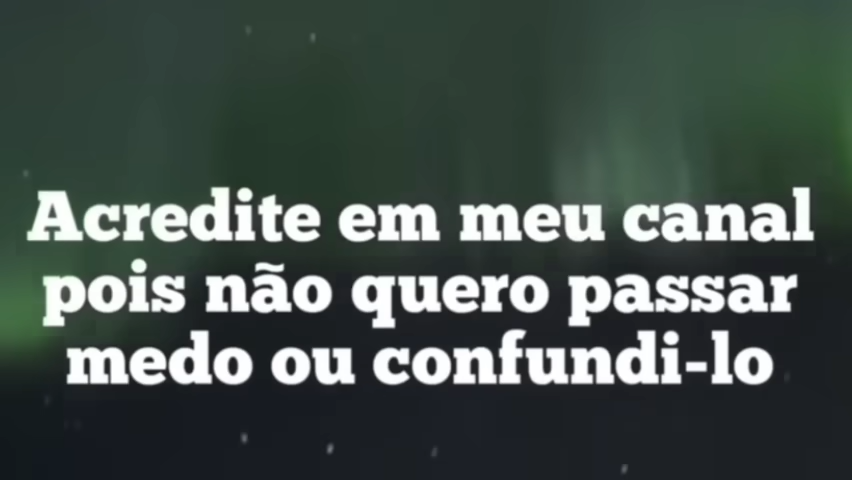 Acredite em meu canal
pois não quero passar
medo ou confundi-lo